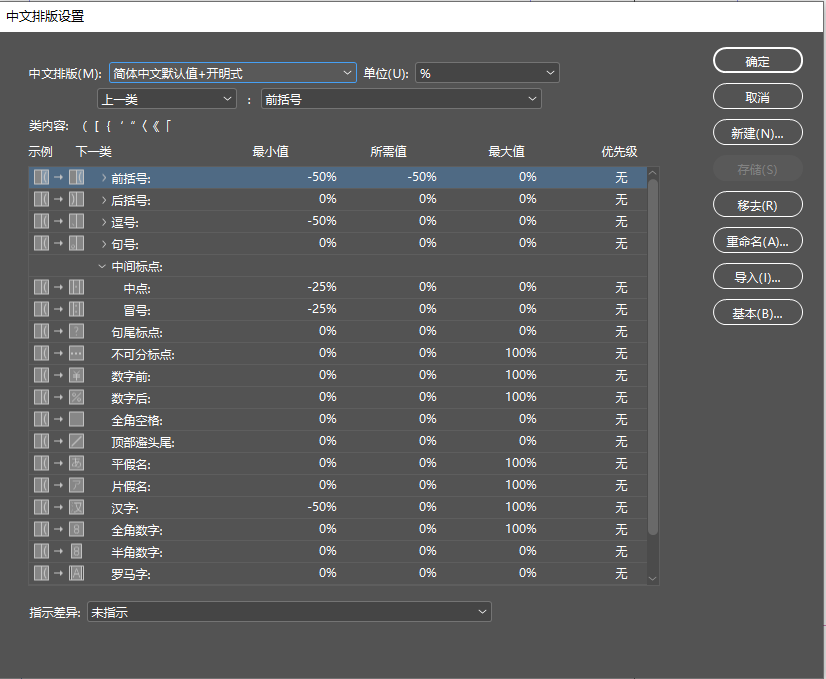 中文排版设置
中文排版(M): 简体中文默认值+开明式 单位(U): %
上一类 : 前括号
类内容: （［｛‘“〈《「
示例 下一类 最小值 所需值 最大值 优先级
前括号: -50% -50% 0% 无
后括号: 0% 0% 0% 无
逗号: -50% 0% 0% 无
句号: 0% 0% 0% 无
中间标点:
中点: -25% 0% 0% 无
冒号: -25% 0% 0% 无
句尾标点: 0% 0% 0% 无
不可分标点: 0% 0% 100% 无
数字前: 0% 0% 100% 无
数字后: 0% 0% 100% 无
全角空格: 0% 0% 0% 无
顶部避头尾: 0% 0% 0% 无
平假名: 0% 0% 100% 无
片假名: 0% 0% 100% 无
汉字: -50% 0% 100% 无
全角数字: 0% 0% 100% 无
半角数字: 0% 0% 0% 无
罗马字: 0% 0% 0% 无
指示差异: 未指示
确定
取消
新建(N)...
存储(S)
移去(R)
重命名(A)...
导入(I)...
基本(B)...